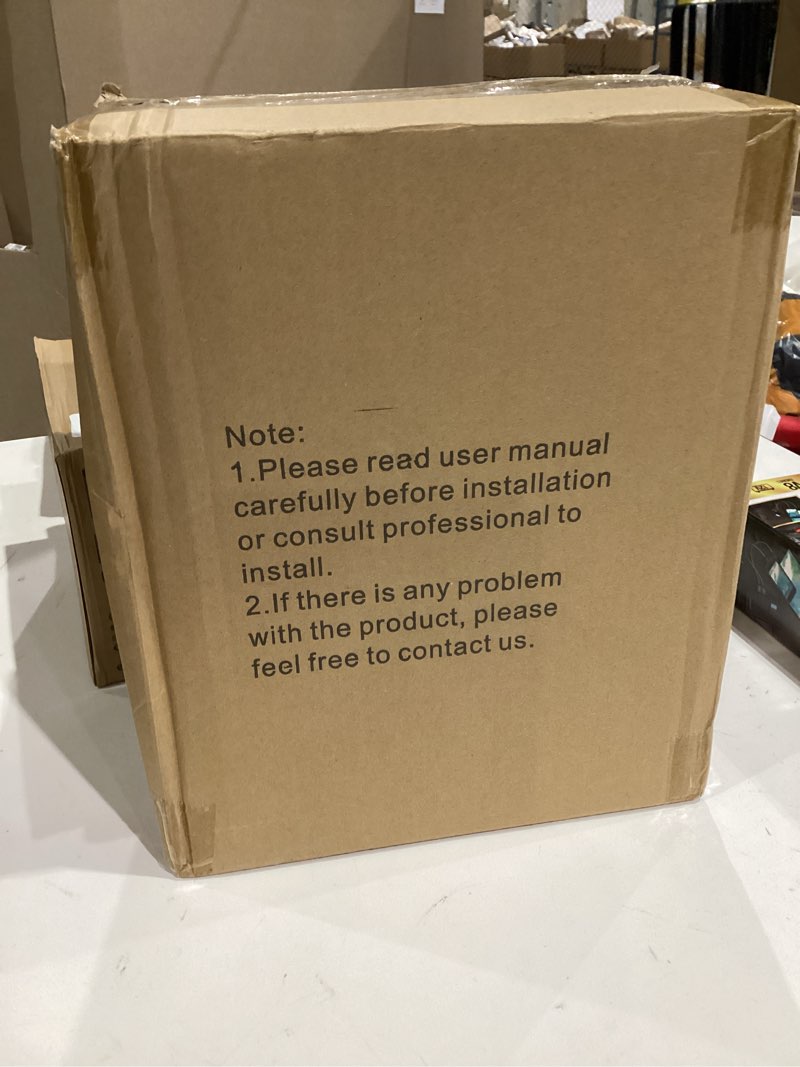 Note:
1.Please read user manual
carefully before installation
or consult professional to
install.
2.If there is any problem
with the product, please
feel free to contact us.